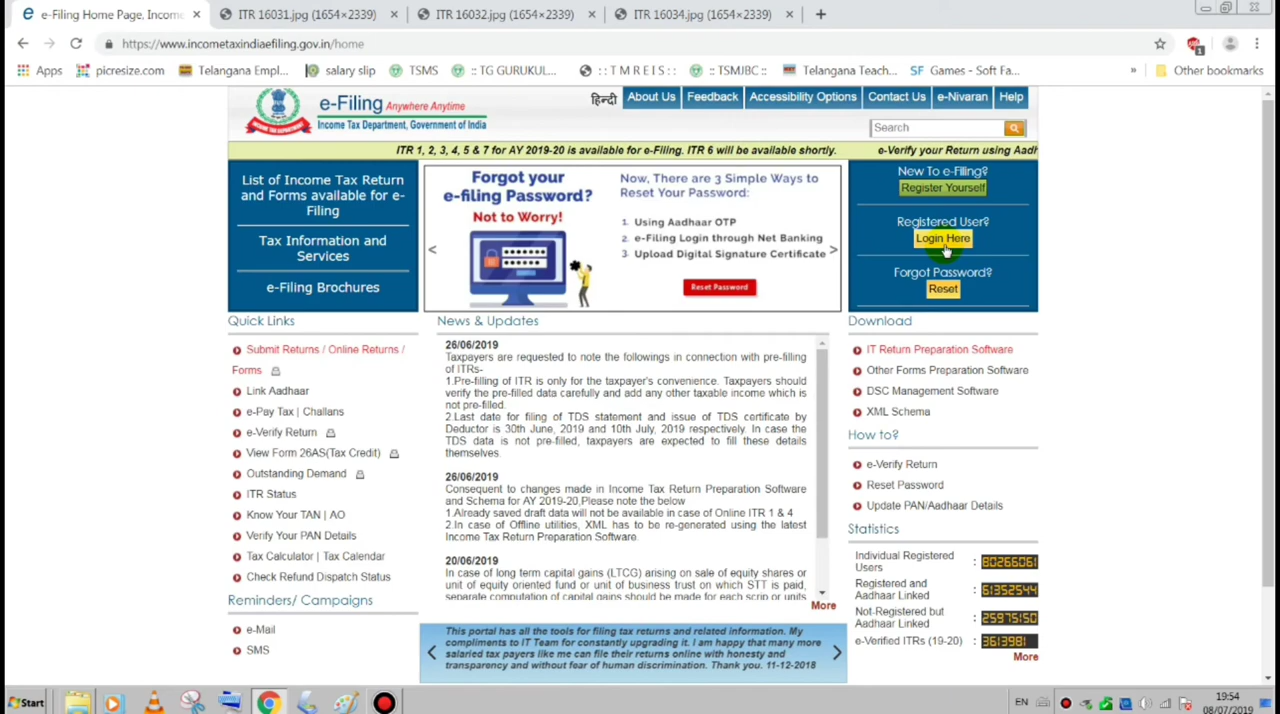 e-Filing Home Page, Income
ITR 16031.jpg (1654×2339)
ITR 16032.jpg (1654×2339)
ITR 16034.jpg (1654×2339)
https://www.incometaxindiaefiling.gov.in/home
Apps
picresize.com
Telangana Empl...
salary slip
TSMS
:: TG GURUKUL...
: : T M R E I S : :
:: TSMJBC ::
Telangana Teach...
SF Games - Soft Fa...
»
Other bookmarks
e-Filing Anywhere Anytime
Income Tax Department, Government of India
हिन्दी
About Us
Feedback
Accessibility Options
Contact Us
e-Nivaran
Help
Search
ITR 1, 2, 3, 4, 5 & 7 for AY 2019-20 is available for e-Filing. ITR 6 will be available shortly.
e-Verify your Return using Aadh
List of Income Tax Return
and Forms available for e-
Filing
Tax Information and
Services
e-Filing Brochures
Forgot your
e-filing Password?
Not to Worry!
Now, There are 3 Simple Ways to
Reset Your Password:
1. Using Aadhaar OTP
2. e-Filing Login through Net Banking
3. Upload Digital Signature Certificate
Reset Password
<
>
New To e-Filing?
Register Yourself
Registered User?
Login Here
Forgot Password?
Reset
Quick Links
Submit Returns / Online Returns /
Forms
Link Aadhaar
e-Pay Tax | Challans
e-Verify Return
View Form 26AS(Tax Credit)
Outstanding Demand
ITR Status
Know Your TAN | AO
Verify Your PAN Details
Tax Calculator | Tax Calendar
Check Refund Dispatch Status
Reminders/ Campaigns
e-Mail
SMS
News & Updates
26/06/2019
Taxpayers are requested to note the followings in connection with pre-filling
of ITRs-
1.Pre-filling of ITR is only for the taxpayer's convenience. Taxpayers should
verify the pre-filled data carefully and add any other taxable income which is
not pre-filled.
2.Last date for filing of TDS statement and issue of TDS certificate by
Deductor is 30th June, 2019 and 10th July, 2019 respectively. In case the
TDS data is not pre-filled, taxpayers are expected to fill these details
themselves.
26/06/2019
Consequent to changes made in Income Tax Return Preparation Software
and Schema for AY 2019-20,Please note the below
1.Already saved draft data will not be available in case of Online ITR 1 & 4
2.In case of Offline utilities, XML has to be re-generated using the latest
Income Tax Return Preparation Software.
20/06/2019
In case of long term capital gains (LTCG) arising on sale of equity shares or
unit of equity oriented fund or unit of business trust on which STT is paid,
separate computation of capital gains should be made for each scrip or units
More
This portal has all the tools for filing tax returns and related information. My
compliments to IT Team for constantly upgrading it. I am happy that many more
salaried tax payers like me can file their returns online with honesty and
transparency and without fear of human discrimination. Thank you. 11-12-2018
Download
IT Return Preparation Software
Other Forms Preparation Software
DSC Management Software
XML Schema
How to?
e-Verify Return
Reset Password
Update PAN/Aadhaar Details
Statistics
Individual Registered
Users : 80266061
Registered and
Aadhaar Linked : 61352544
Not-Registered but
Aadhaar Linked : 25975150
e-Verified ITRs (19-20) : 3613981
More
Start
EN
19:54
08/07/2019